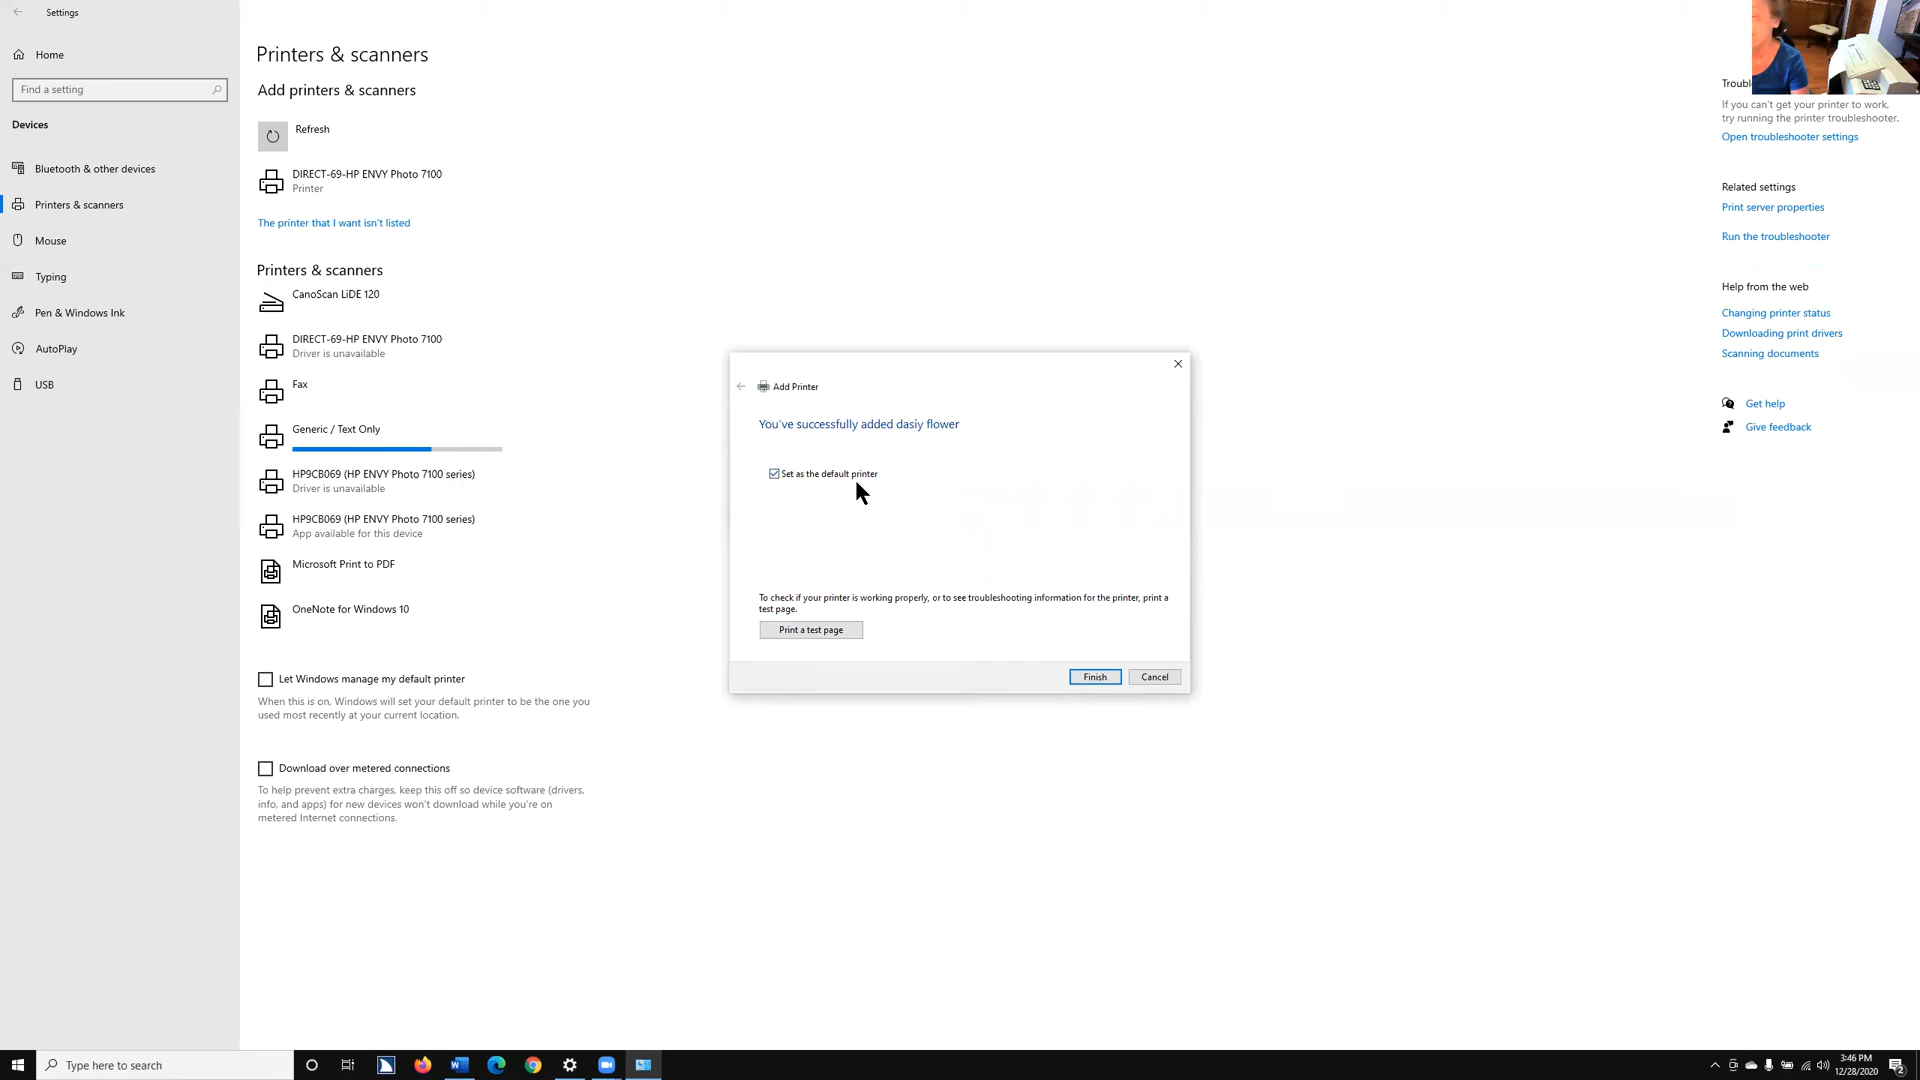 Settings
Home
Find a setting
Devices
Bluetooth & other devices
Printers & scanners
Mouse
Typing
Pen & Windows Ink
AutoPlay
USB
Printers & scanners
Add printers & scanners
Refresh
DIRECT-69-HP ENVY Photo 7100
Printer
The printer that I want isn't listed
Printers & scanners
CanoScan LiDE 120
DIRECT-69-HP ENVY Photo 7100
Driver is unavailable
Fax
Generic / Text Only
HP9CB069 (HP ENVY Photo 7100 series)
Driver is unavailable
HP9CB069 (HP ENVY Photo 7100 series)
App available for this device
Microsoft Print to PDF
OneNote for Windows 10
Let Windows manage my default printer
When this is on, Windows will set your default printer to be the one you
used most recently at your current location.
Download over metered connections
To help prevent extra charges, keep this off so device software (drivers,
info, and apps) for new devices won't download while you're on
metered Internet connections.
Add Printer
You've successfully added dasiy flower
Set as the default printer
To check if your printer is working properly, or to see troubleshooting information for the printer, print a
test page.
Print a test page
Finish
Cancel
Troubl
If you can't get your printer to work,
try running the printer troubleshooter.
Open troubleshooter settings
Related settings
Print server properties
Run the troubleshooter
Help from the web
Changing printer status
Downloading print drivers
Scanning documents
Get help
Give feedback
Type here to search
3:46 PM
12/28/2020
2